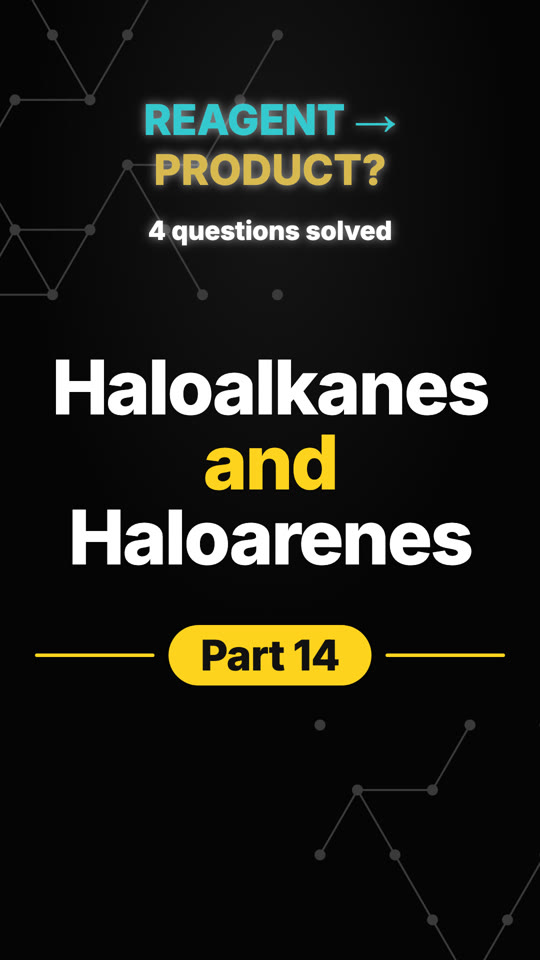 REAGENT →
PRODUCT?
4 questions solved
Haloalkanes
and
Haloarenes
Part 14